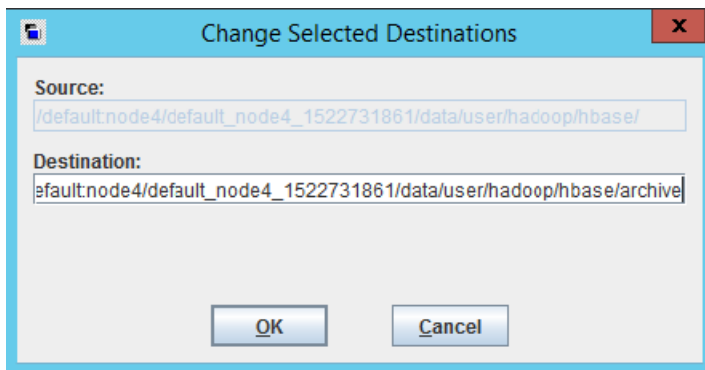 Change Selected Destinations
x
Source:
/default:node4/default_node4_1522731861/data/user/hadoop/hbase/
Destination:
efault:node4/default_node4_1522731861/data/user/hadoop/hbase/archive
OK
Cancel